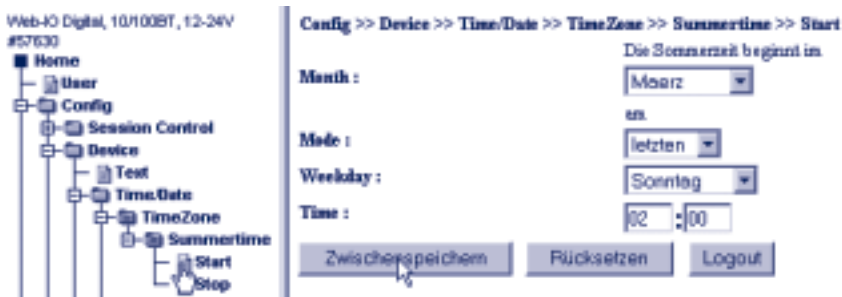 Web-IO Digital, 10/100BT, 12-24V
#57630
Home
User
Config
Session Control
Device
Text
Time/Date
TimeZone
Summertime
Start
Stop
Config >> Device >> Time/Date >> TimeZone >> Summertime >> Start
Die Sommerzeit beginnt im
Month :
Maerz
am
Mode :
letzten
Weekday :
Sonntag
Time :
02 : 00
Zwischenspeichern Rücksetzen Logout